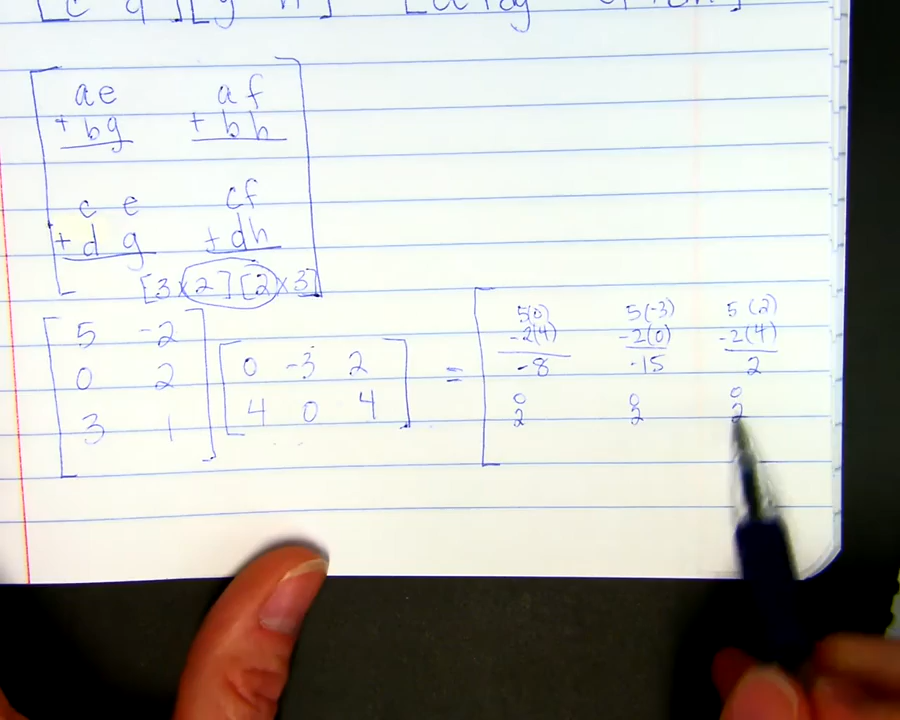 ae af
+ bg + bh
ce cf
+ dg + dh
[3×2][2×3]
5 -2
0 2
3 1
0 -3 2
4 0 4
=
5(0) 5(-3) 5(2)
-2(4) -2(0) -2(4)
-8 -15 2
0 0 0
2 2 2